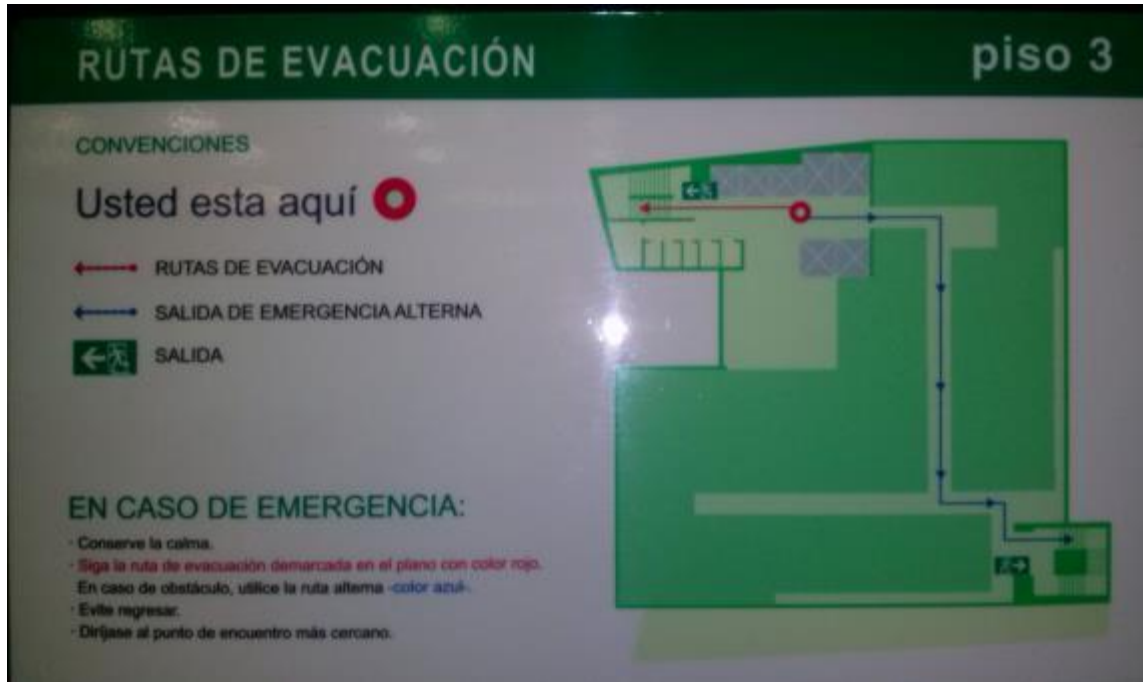 RUTAS DE EVACUACIÓN
piso 3
CONVENCIONES
Usted esta aquí
RUTAS DE EVACUACIÓN
SALIDA DE EMERGENCIA ALTERNA
SALIDA
EN CASO DE EMERGENCIA:
· Conserve la calma.
· Siga la ruta de evacuación demarcada en el plano con color rojo.
En caso de obstáculo, utilice la ruta alterna -color azul-.
· Evite regresar.
· Diríjase al punto de encuentro más cercano.